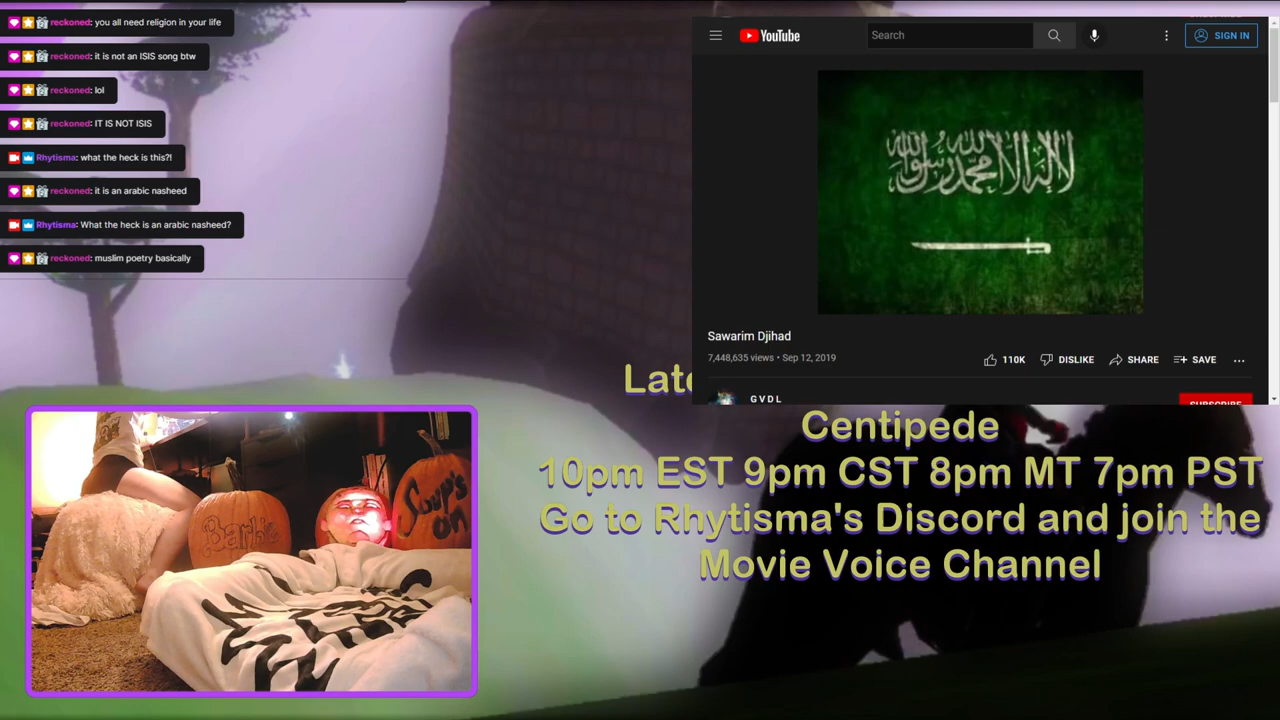 reckoned: you all need religion in your life
reckoned: it is not an ISIS song btw
reckoned: lol
reckoned: IT IS NOT ISIS
Rhytisma: what the heck is this?!
reckoned: it is an arabic nasheed
Rhytisma: What the heck is an arabic nasheed?
reckoned: muslim poetry basically
YouTube
Search
SIGN IN
لا إله إلا الله محمد رسول الله
Sawarim Djihad
7,448,635 views • Sep 12, 2019
110K
DISLIKE
SHARE
SAVE
G V D L
SUBSCRIBE
Centipede
10pm EST 9pm CST 8pm MT 7pm PST
Go to Rhytisma's Discord and join the
Movie Voice Channel
Barbie
Soup's
on